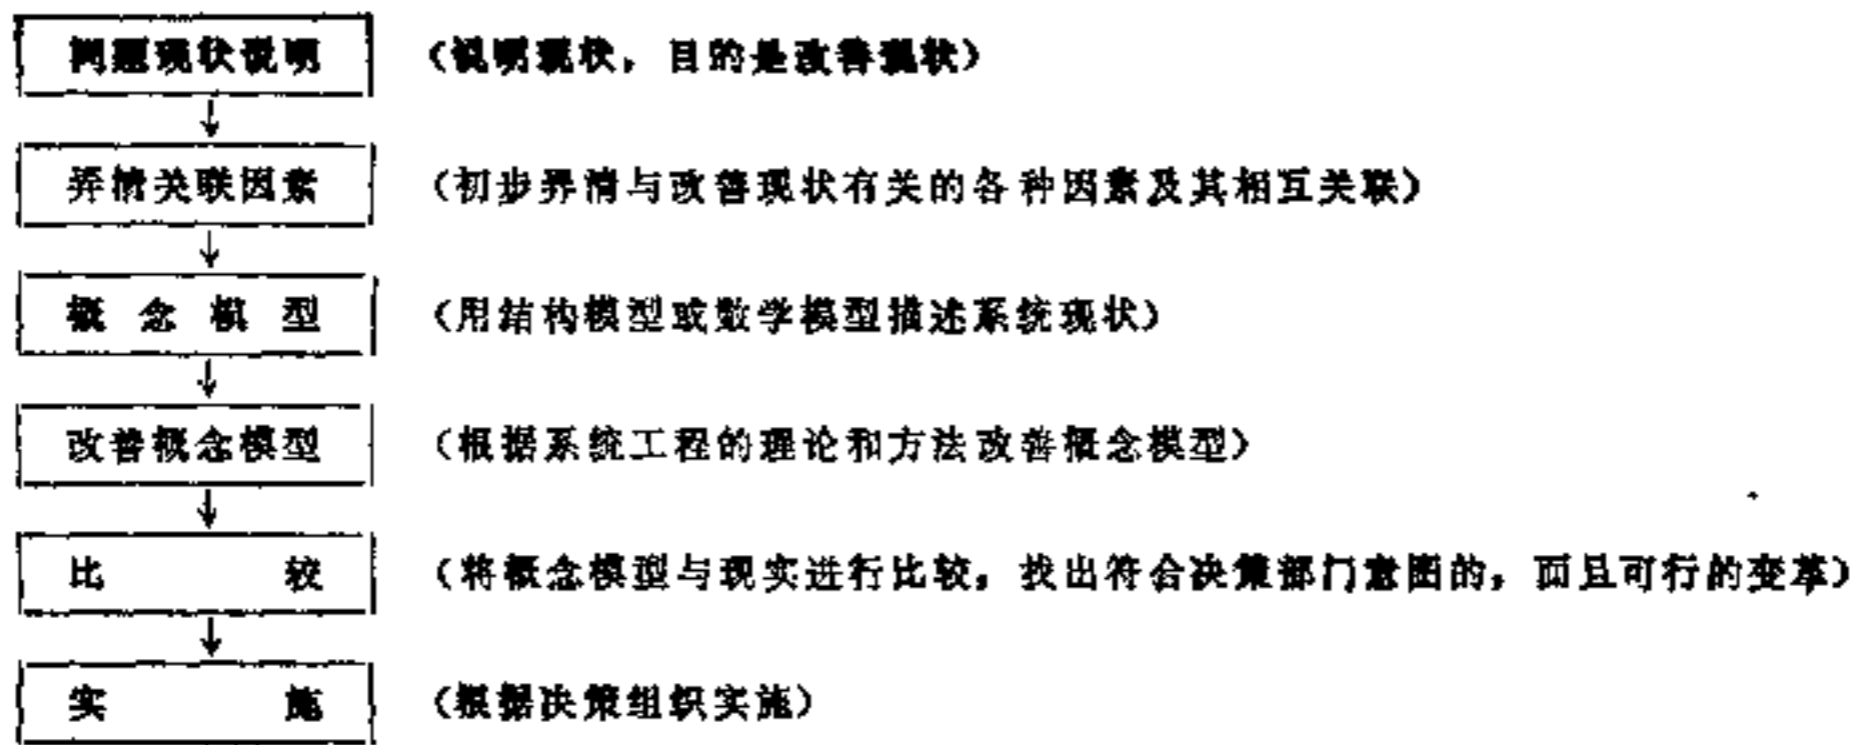 问题现状说明 (说明现状，目的是改善现状)
弄清关联因素 (初步弄清与改善现状有关的各种因素及其相互关联)
概念模型 (用结构模型或数学模型描述系统现状)
改善概念模型 (根据系统工程的理论和方法改善概念模型)
比较 (将概念模型与现实进行比较，找出符合决策部门意图的，而且可行的变革)
实施 (根据决策组织实施)